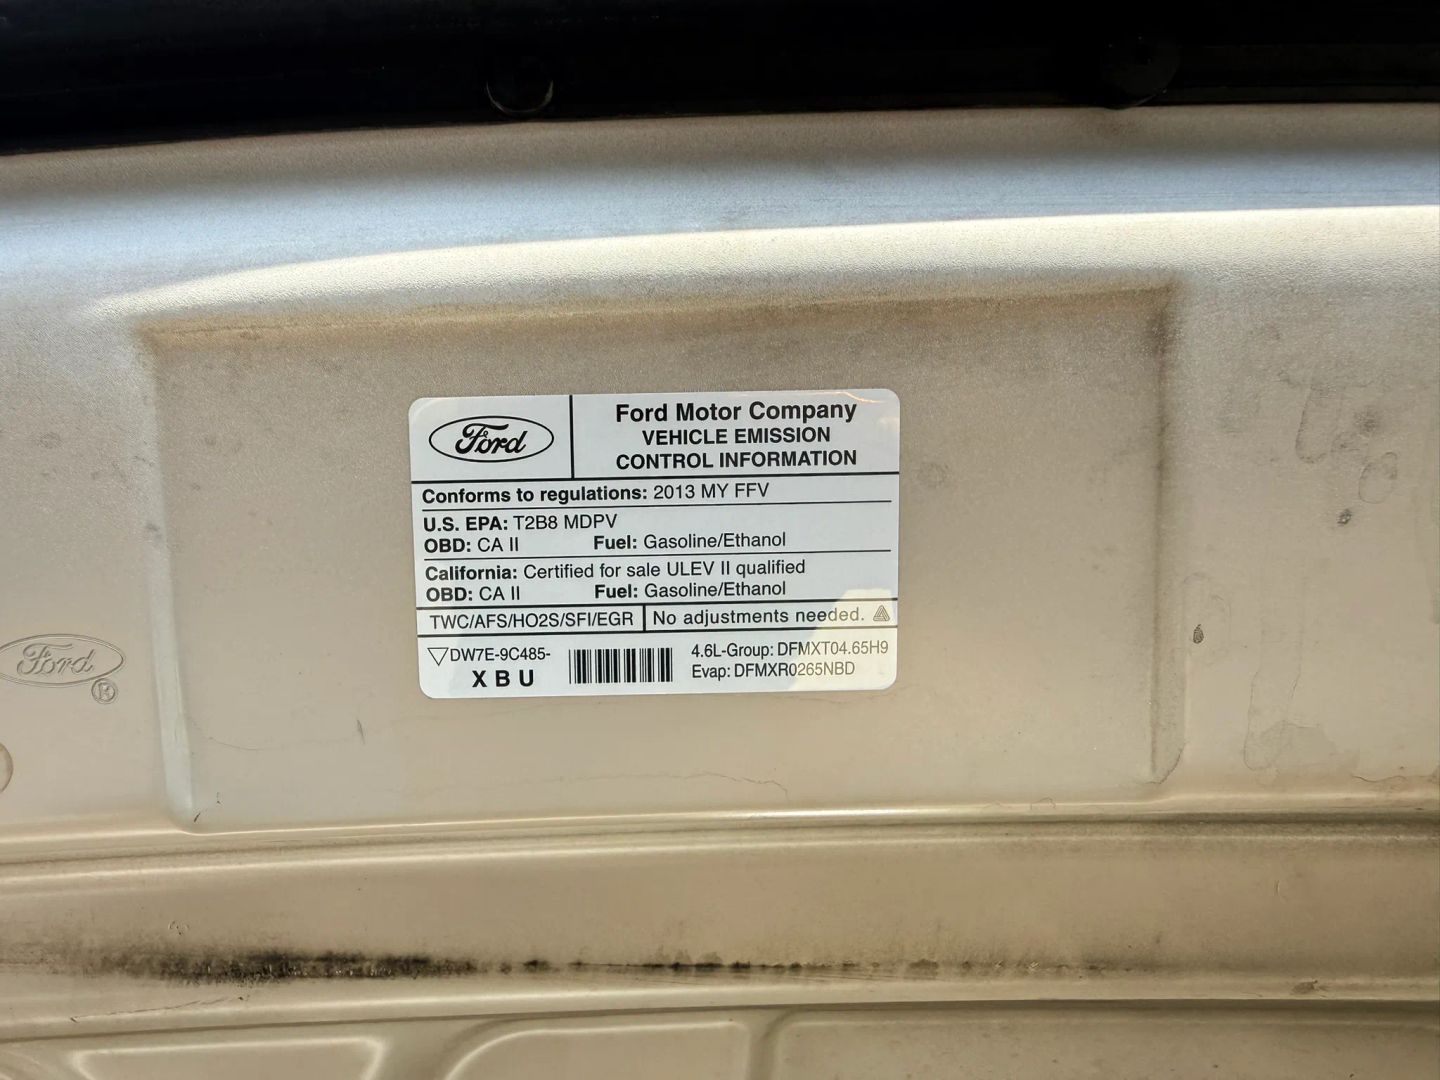 Ford
Ford Motor Company
VEHICLE EMISSION
CONTROL INFORMATION
Conforms to regulations: 2013 MY FFV
U.S. EPA: T2B8 MDPV
OBD: CA II Fuel: Gasoline/Ethanol
California: Certified for sale ULEV II qualified
OBD: CA II Fuel: Gasoline/Ethanol
TWC/AFS/HO2S/SFI/EGR No adjustments needed.
DW7E-9C485-
X B U
4.6L-Group: DFMXT04.65H9
Evap: DFMXR0265NBD
Ford
®